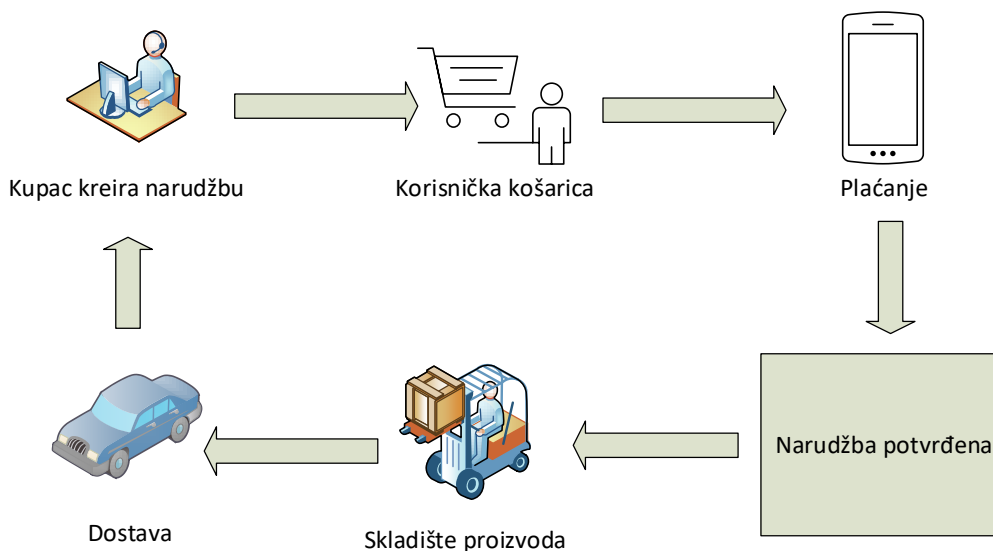 Kupac kreira narudžbu
Korisnička košarica
Plaćanje
Narudžba potvrđena
Skladište proizvoda
Dostava